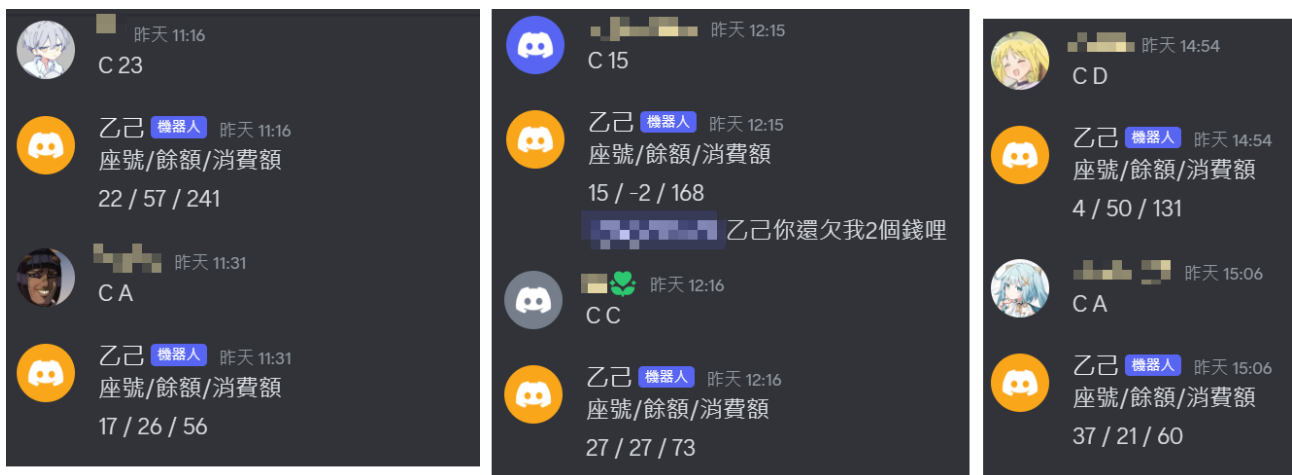 昨天 11:16
C 23
乙己 機器人 昨天 11:16
座號/餘額/消費額
22 / 57 / 241
昨天 11:31
C A
乙己 機器人 昨天 11:31
座號/餘額/消費額
17 / 26 / 56
昨天 12:15
C 15
乙己 機器人 昨天 12:15
座號/餘額/消費額
15 / -2 / 168
乙己你還欠我2個錢哩
昨天 12:16
C C
乙己 機器人 昨天 12:16
座號/餘額/消費額
27 / 27 / 73
昨天 14:54
C D
乙己 機器人 昨天 14:54
座號/餘額/消費額
4 / 50 / 131
昨天 15:06
C A
乙己 機器人 昨天 15:06
座號/餘額/消費額
37 / 21 / 60